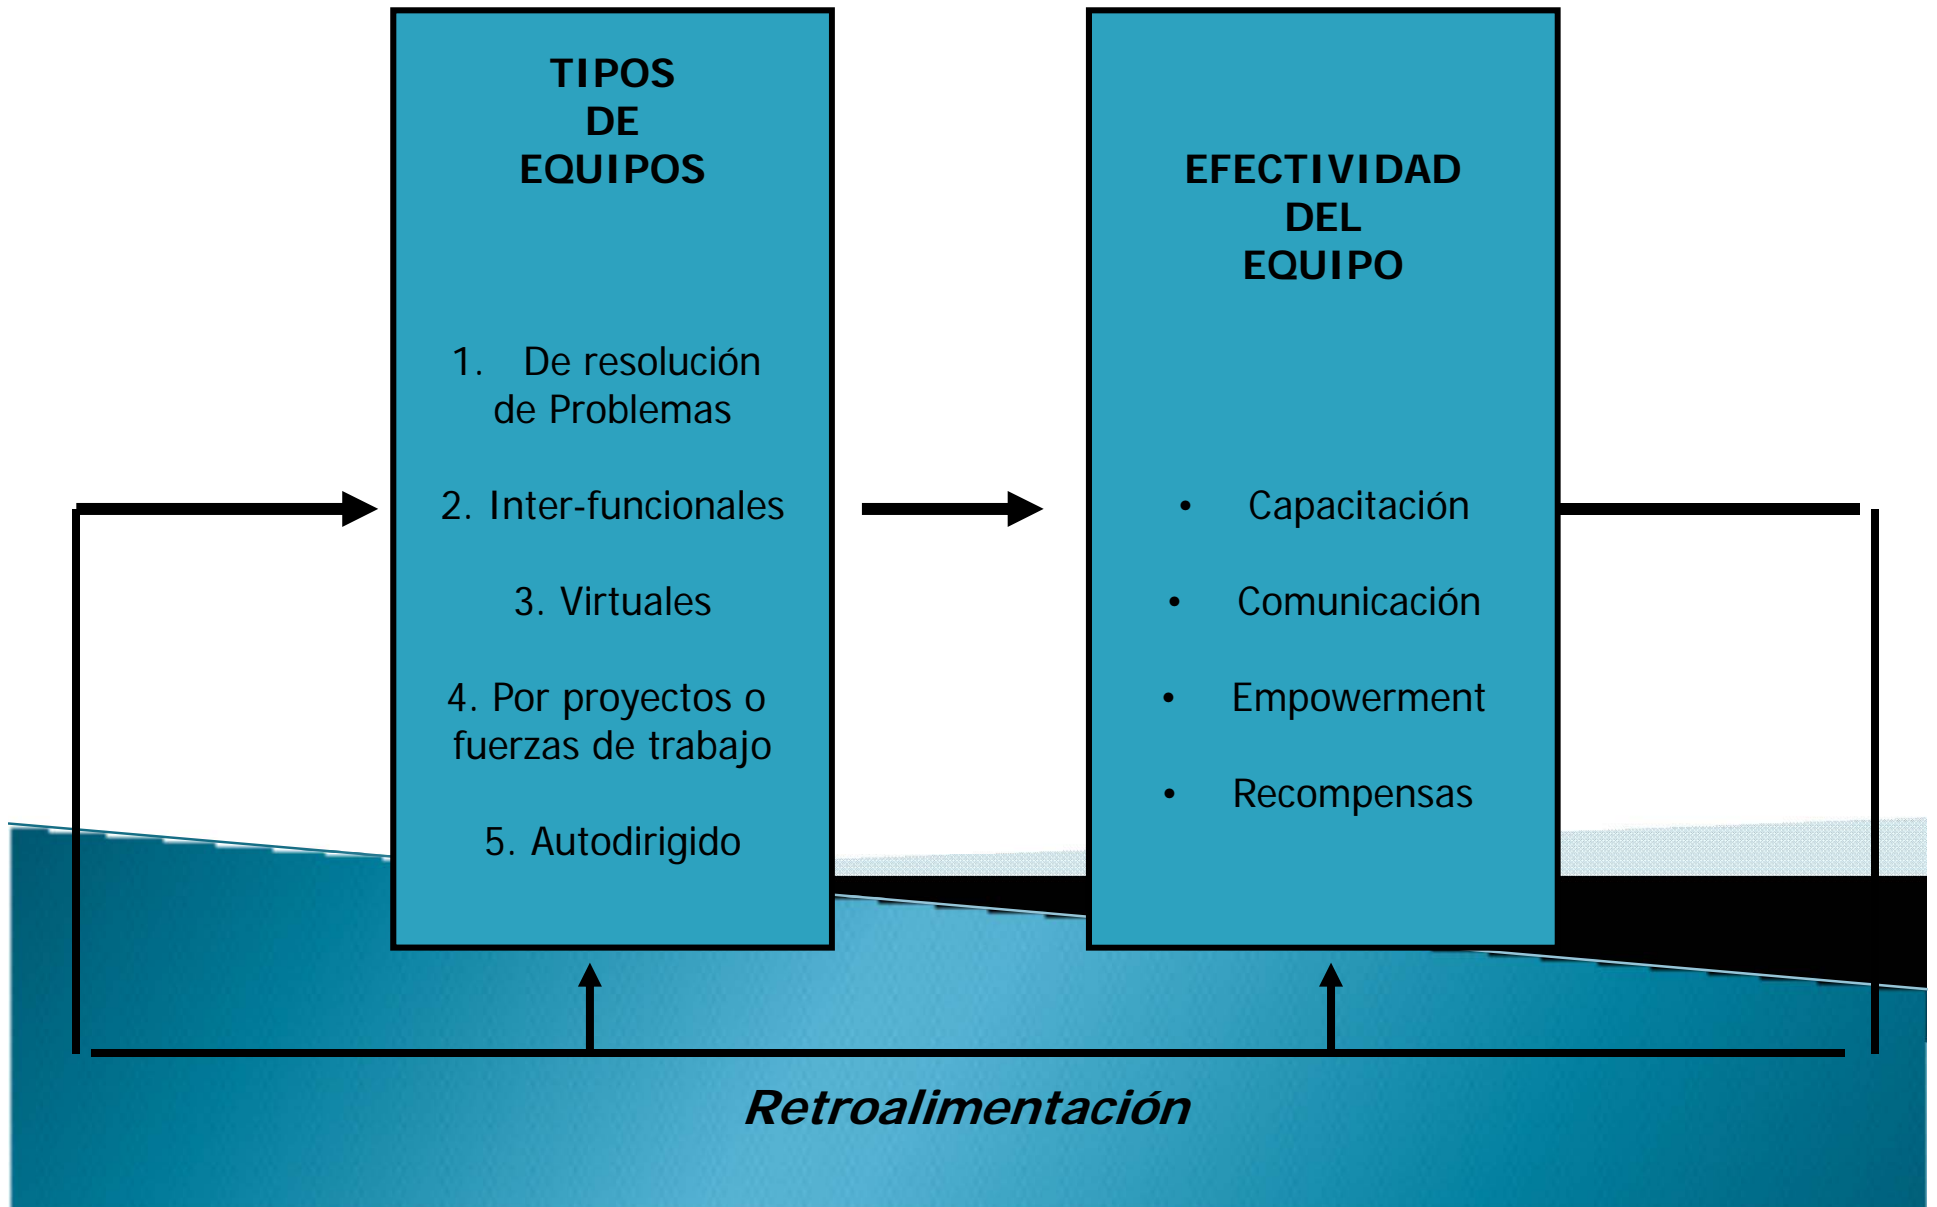 TIPOS
DE
EQUIPOS
1. De resolución
de Problemas
2. Inter-funcionales
3. Virtuales
4. Por proyectos o
fuerzas de trabajo
5. Autodirigido
EFECTIVIDAD
DEL
EQUIPO
• Capacitación
• Comunicación
• Empowerment
• Recompensas
Retroalimentación